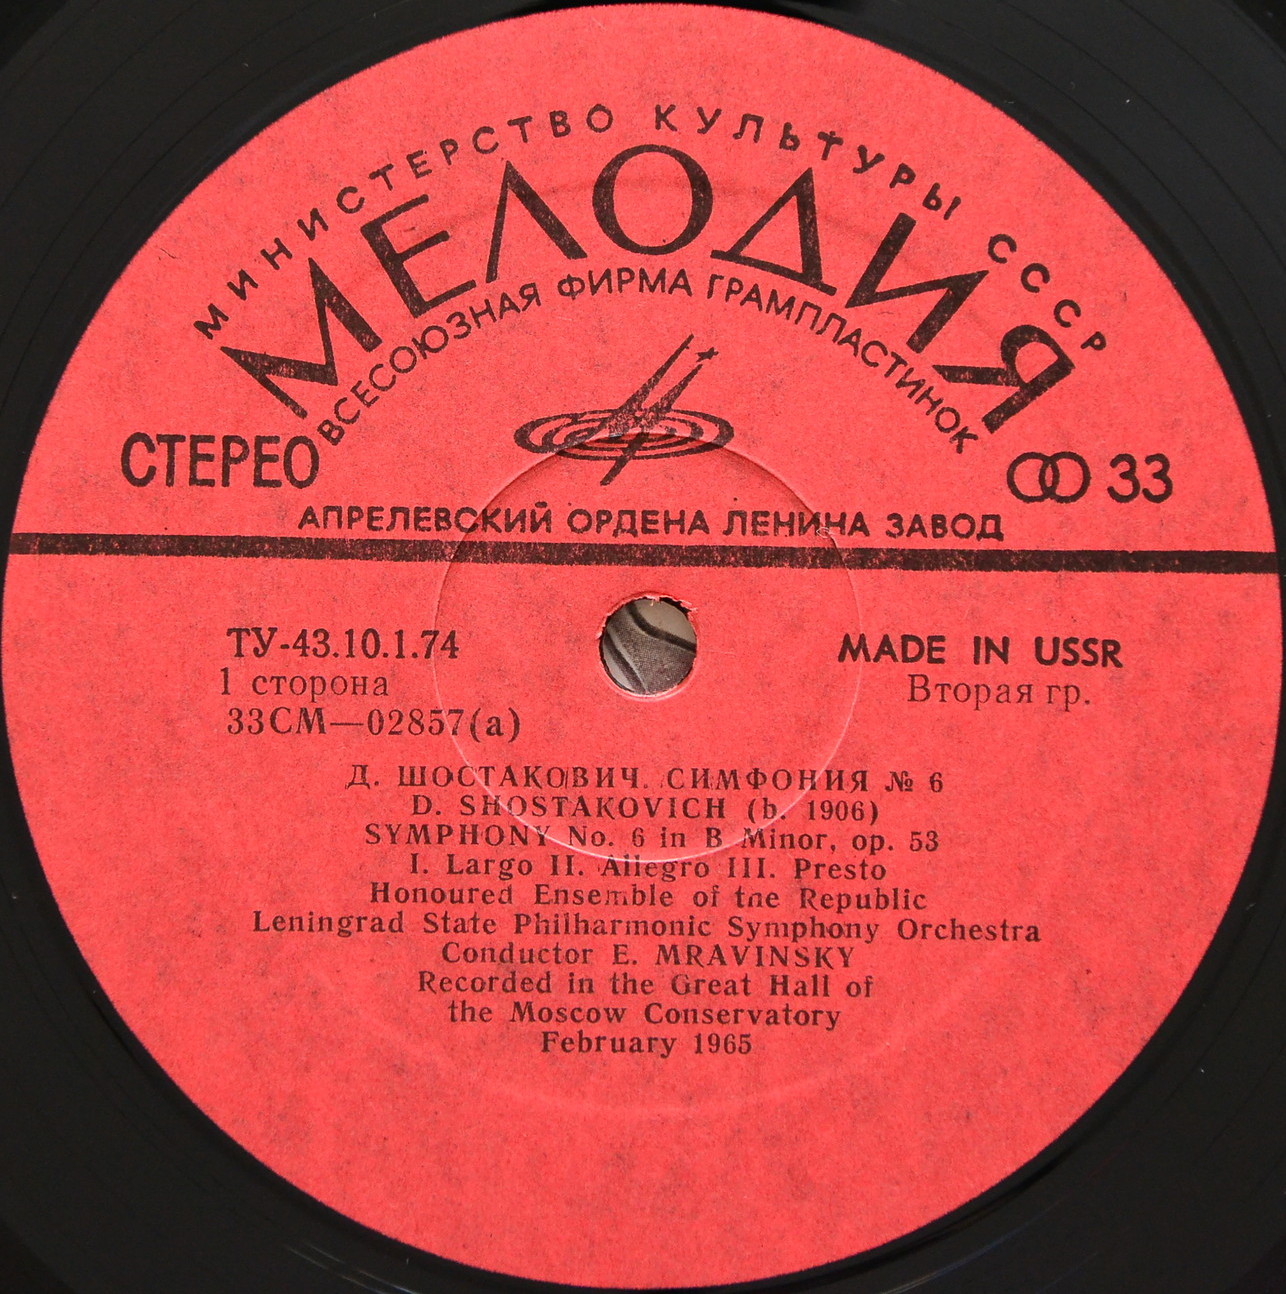 МИНИСТЕРСТВО КУЛЬТУРЫ СССР
МЕЛОДИЯ
ВСЕСОЮЗНАЯ ФИРМА ГРАМПЛАСТИНОК
СТЕРЕО
33
АПРЕЛЕВСКИЙ ОРДЕНА ЛЕНИНА ЗАВОД
ТУ-43.10.1.74
1 сторона
33СМ—02857(а)
MADE IN USSR
Вторая гр.
Д. ШОСТАКОВИЧ. СИМФОНИЯ № 6
D. SHOSTAKOVICH (b. 1906)
SYMPHONY No. 6 in B Minor, op. 53
I. Largo II. Allegro III. Presto
Honoured Ensemble of the Republic
Leningrad State Philharmonic Symphony Orchestra
Conductor E. MRAVINSKY
Recorded in the Great Hall of
the Moscow Conservatory
February 1965